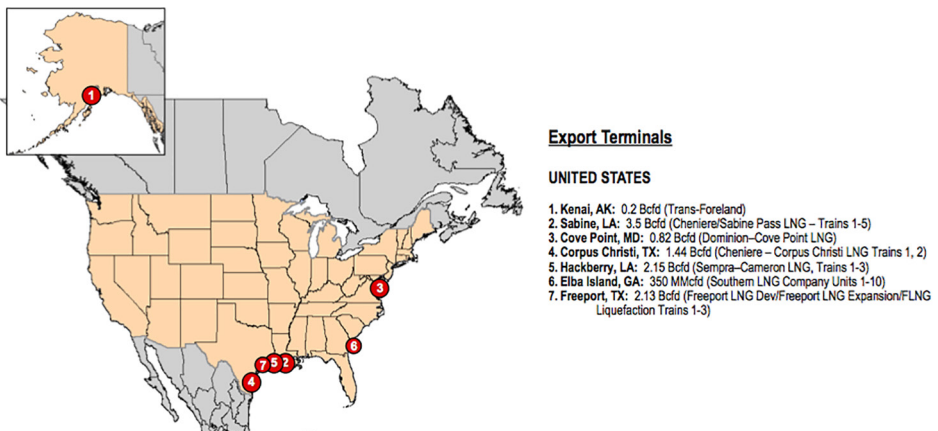 1
3
6
7 5 2
4
Export Terminals
UNITED STATES
1. Kenai, AK: 0.2 Bcfd (Trans-Foreland)
2. Sabine, LA: 3.5 Bcfd (Cheniere/Sabine Pass LNG – Trains 1-5)
3. Cove Point, MD: 0.82 Bcfd (Dominion–Cove Point LNG)
4. Corpus Christi, TX: 1.44 Bcfd (Cheniere – Corpus Christi LNG Trains 1, 2)
5. Hackberry, LA: 2.15 Bcfd (Sempra–Cameron LNG, Trains 1-3)
6. Elba Island, GA: 350 MMcfd (Southern LNG Company Units 1-10)
7. Freeport, TX: 2.13 Bcfd (Freeport LNG Dev/Freeport LNG Expansion/FLNG
Liquefaction Trains 1-3)